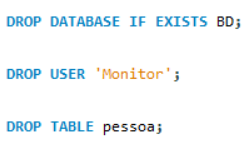 DROP DATABASE IF EXISTS BD;
DROP USER 'Monitor';
DROP TABLE pessoa;